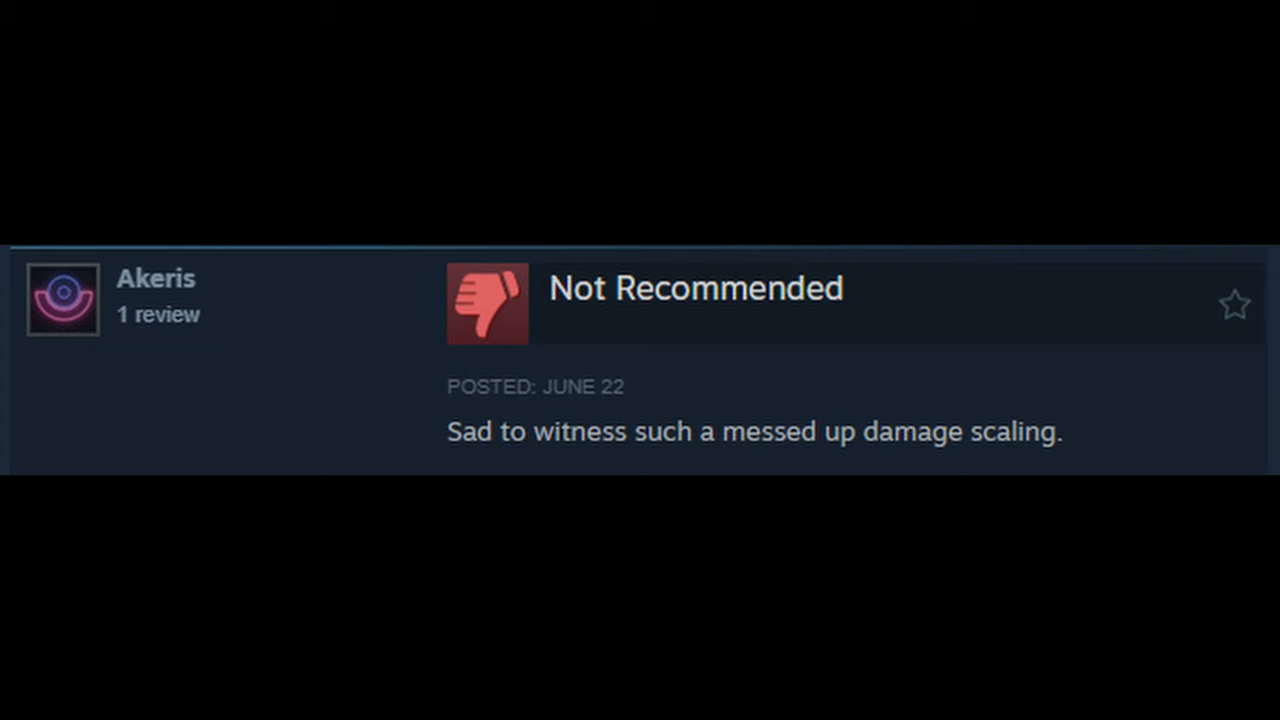 Akeris
1 review
Not Recommended
POSTED: JUNE 22
Sad to witness such a messed up damage scaling.